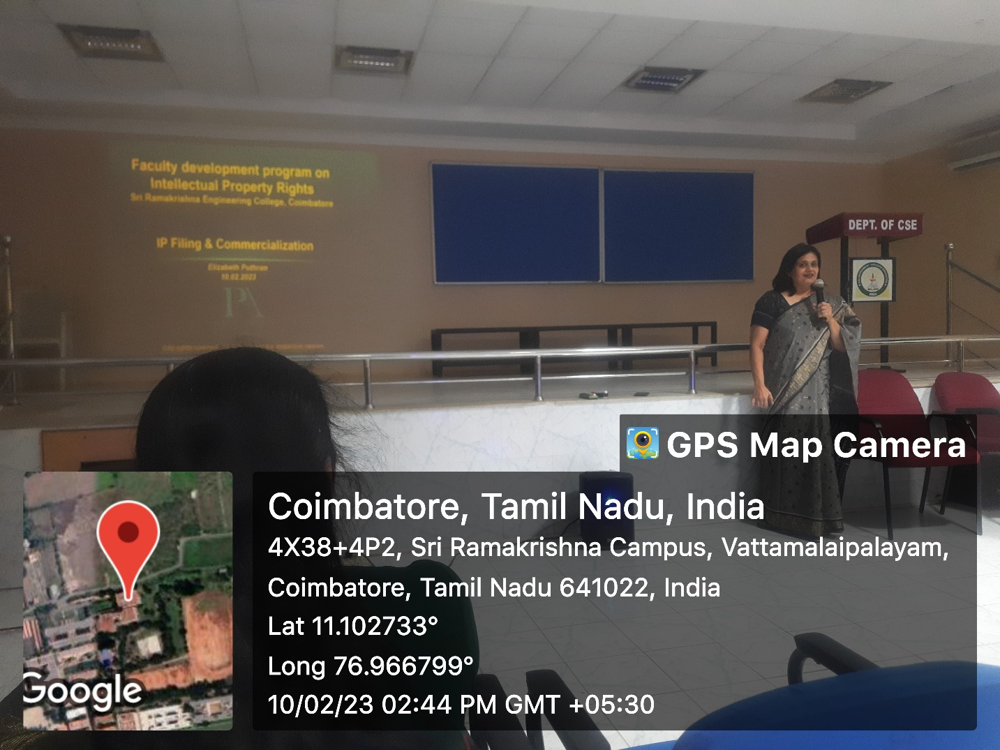 Faculty development program on
Intellectual Property Rights
Sri Ramakrishna Engineering College, Coimbatore
IP Filing & Commercialization
Elizabeth Puthran
10.02.2023
PA
DEPT. OF CSE
GPS Map Camera
Coimbatore, Tamil Nadu, India
4X38+4P2, Sri Ramakrishna Campus, Vattamalaipalayam,
Coimbatore, Tamil Nadu 641022, India
Lat 11.102733°
Long 76.966799°
10/02/23 02:44 PM GMT +05:30
Google